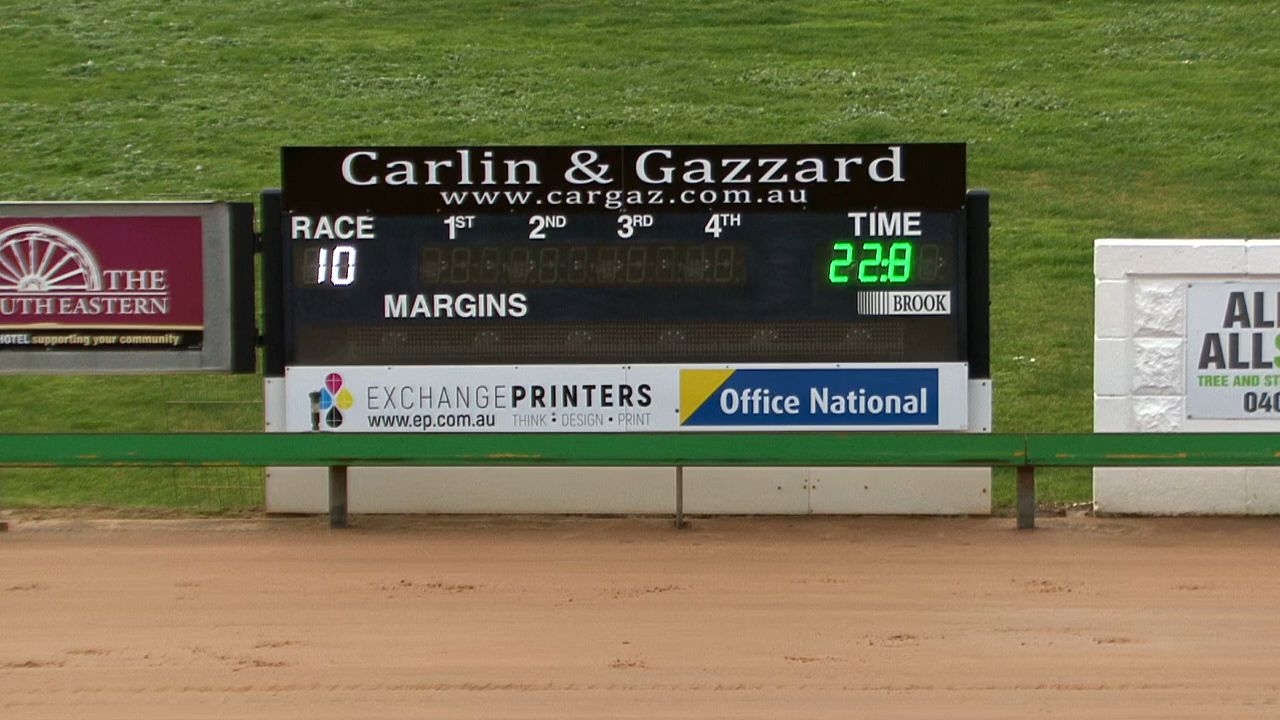 Carlin & Gazzard
www.cargaz.com.au
RACE 1ST 2ND 3RD 4TH TIME
10 22:8
MARGINS BROOK
THE
UTH EASTERN
HOTEL supporting your community
EXCHANGEPRINTERS
www.ep.com.au THINK : DESIGN • PRINT
Office National
AL
ALL
TREE AND ST
040